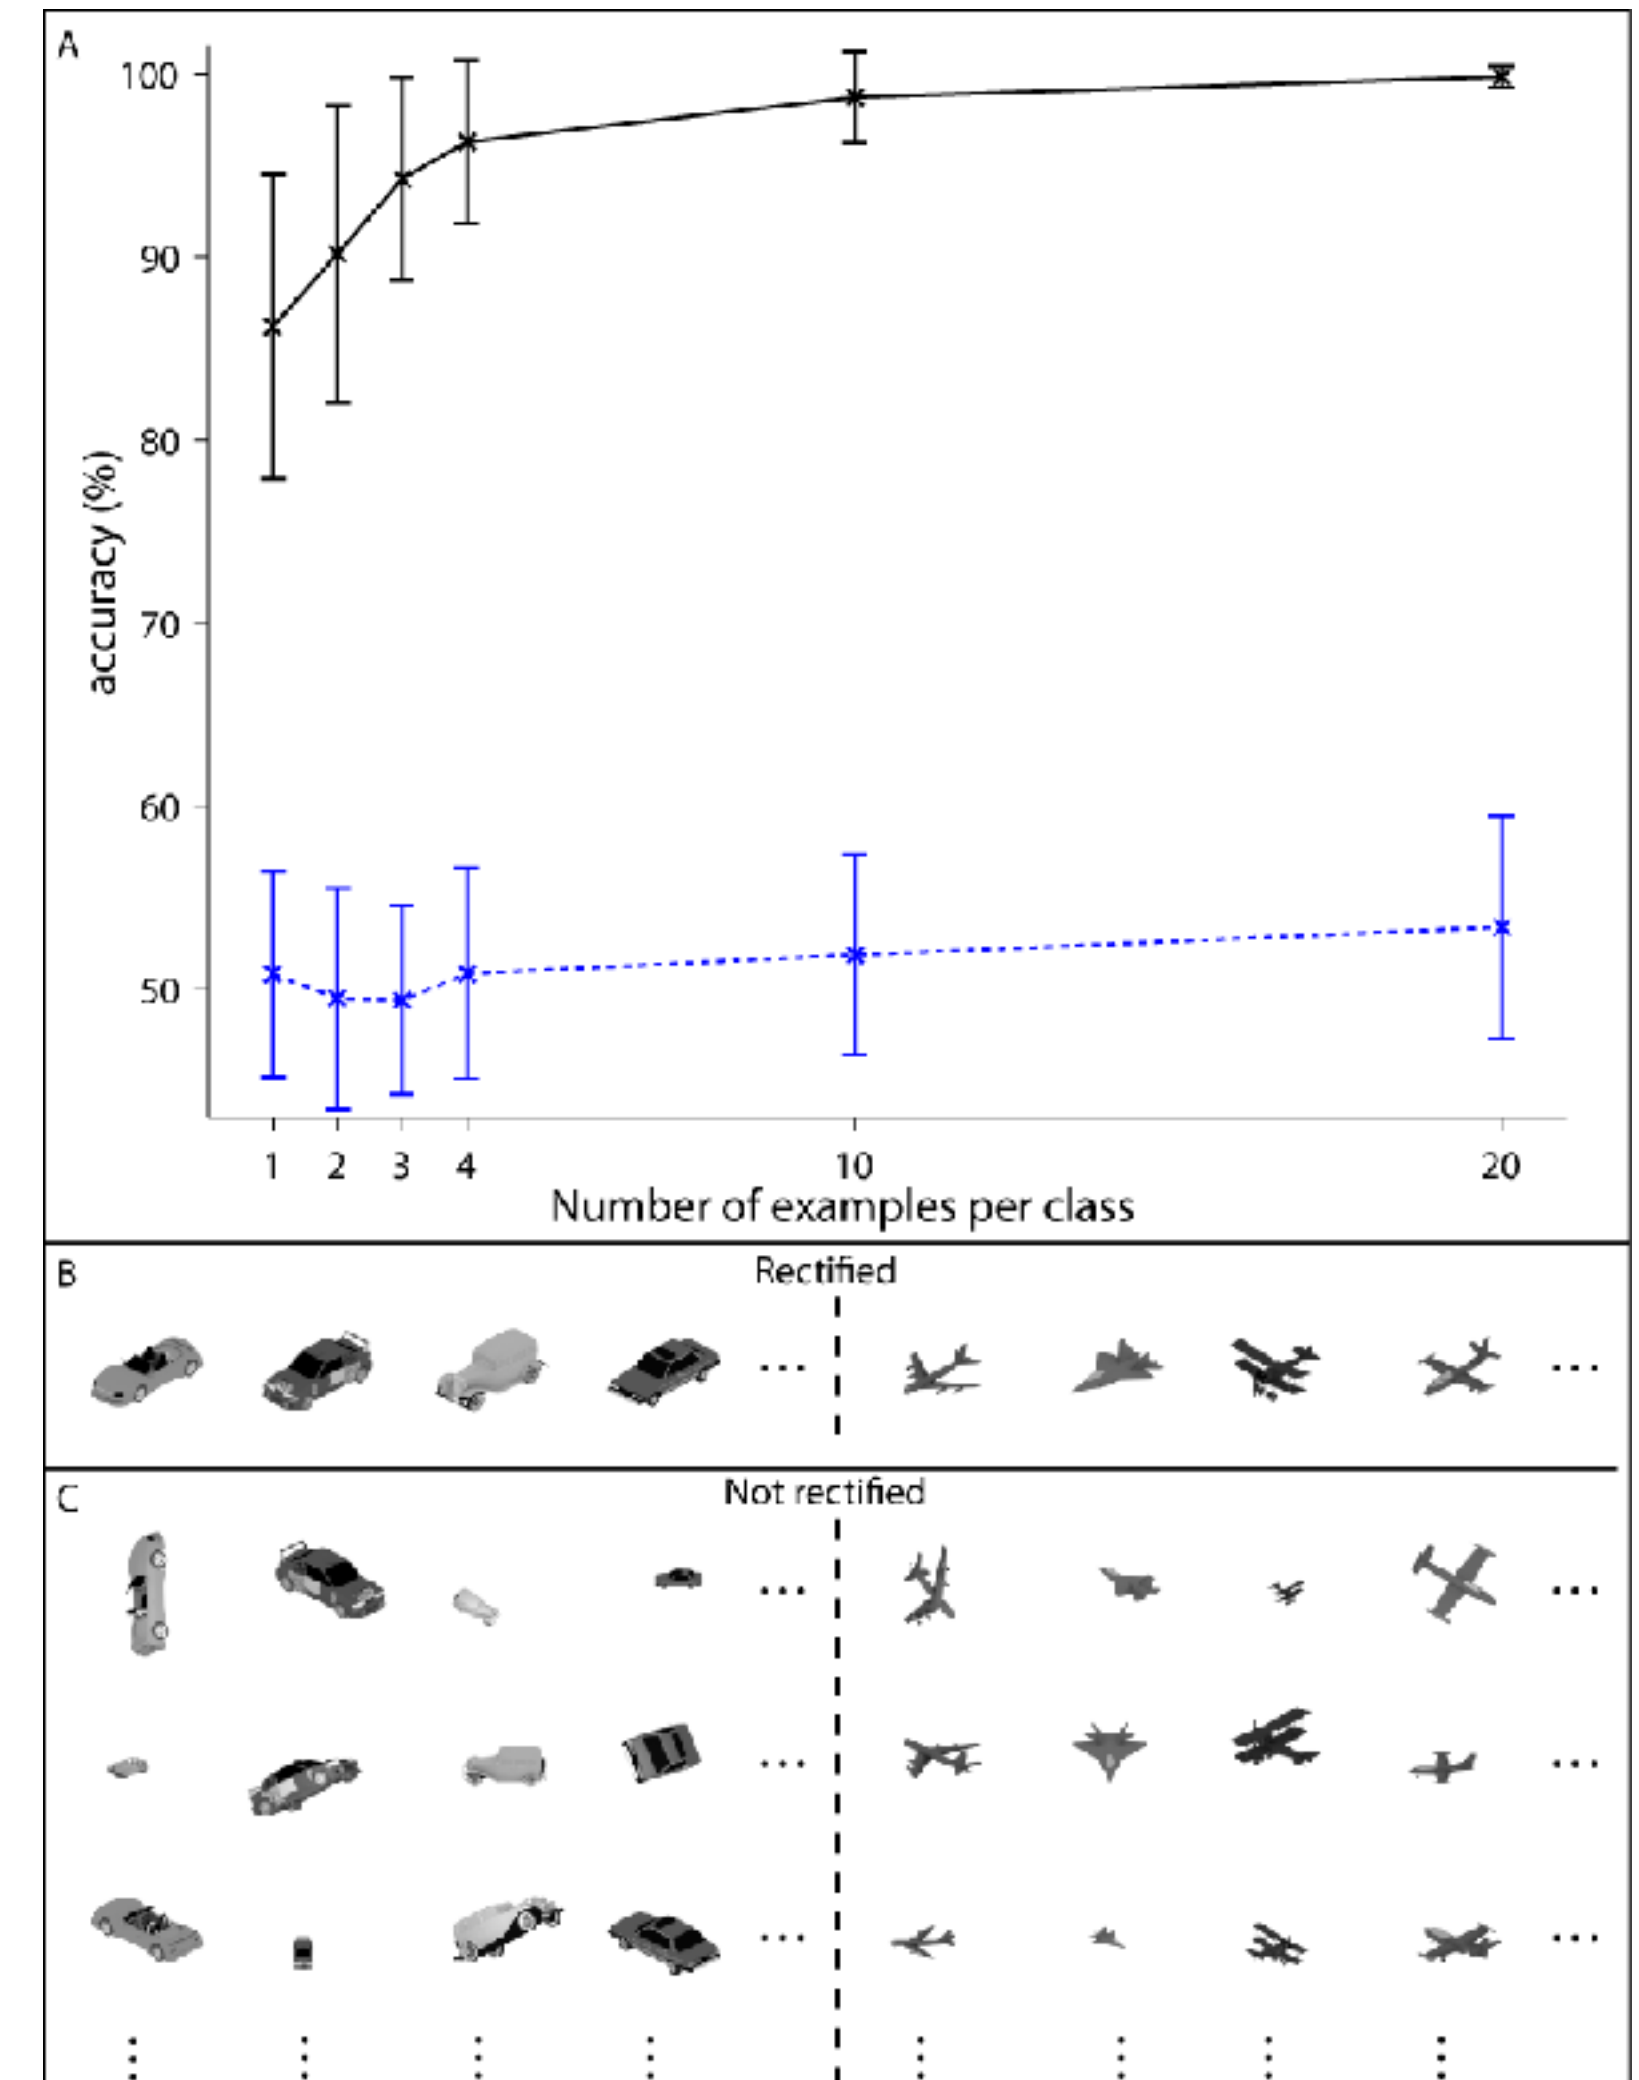 A
100
90
80
70
60
50
accuracy (%)
1 2 3 4 10 20
Number of examples per class
B
Rectified
... ...
C
Not rectified
... ...
... ...
... ...